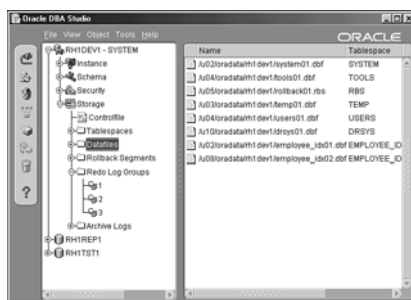 Oracle DBA Studio
File View Object Tools Help
ORACLE
RH1DEV1 - SYSTEM
Instance
Schema
Security
Storage
Controlfile
Tablespaces
Datafiles
Rollback Segments
Redo Log Groups
1
2
3
Archive Logs
RH1REP1
RH1TST1
Name Tablespace
/u02/oradata/rh1dev1/system01.dbf SYSTEM
/u04/oradata/rh1dev1/tools01.dbf TOOLS
/u05/oradata/rh1dev1/rollback01.rbs RBS
/u03/oradata/rh1dev1/temp01.dbf TEMP
/u04/oradata/rh1dev1/users01.dbf USERS
/u10/oradata/rh1dev1/drsys01.dbf DRSYS
/u02/oradata/rh1dev1/employee_idx01.dbf EMPLOYEE_ID
/u08/oradata/rh1dev1/employee_idx02.dbf EMPLOYEE_ID